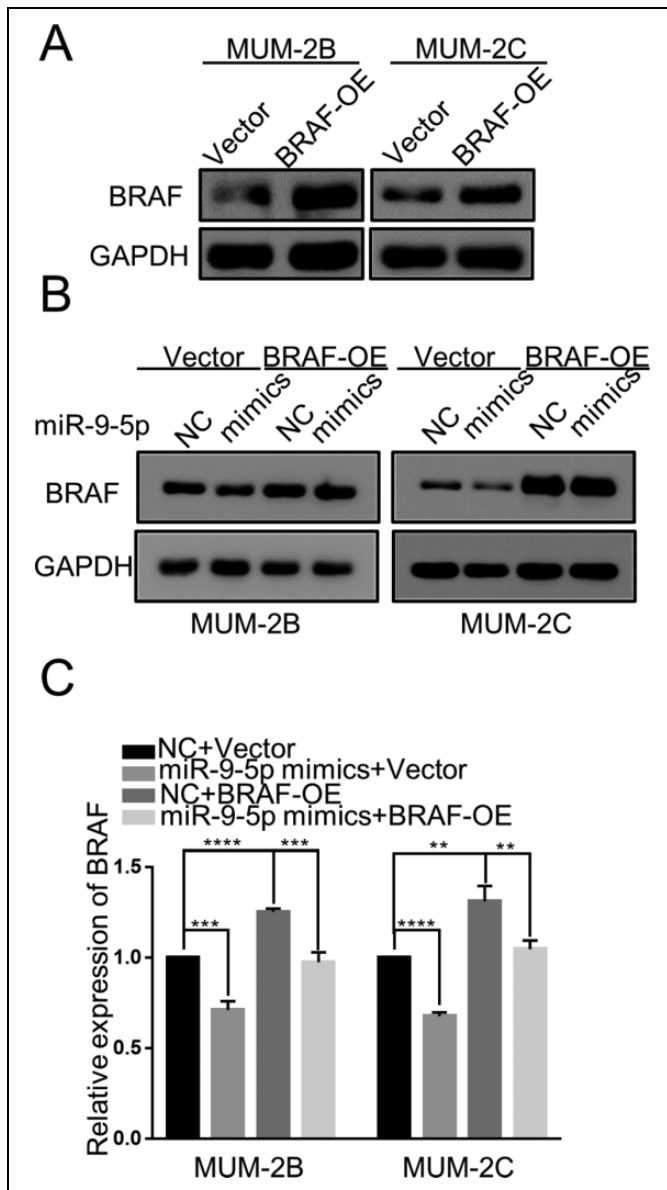 A
MUM-2B MUM-2C
Vector BRAF-OE Vector BRAF-OE
BRAF
GAPDH
B
Vector BRAF-OE Vector BRAF-OE
miR-9-5p NC mimics NC mimics NC mimics NC mimics
BRAF
GAPDH
MUM-2B MUM-2C
C
NC+Vector
miR-9-5p mimics+Vector
NC+BRAF-OE
miR-9-5p mimics+BRAF-OE
Relative expression of BRAF
1.5
1.0
0.5
0.0
**** *** ** **
*** ****
MUM-2B MUM-2C